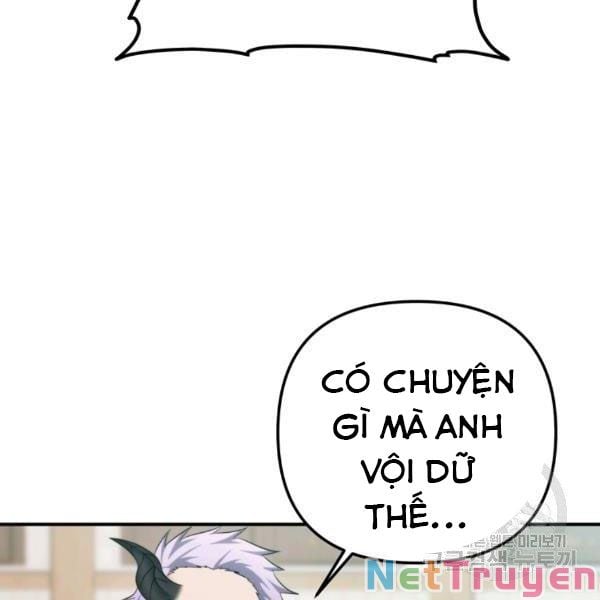 CÓ CHUYỆN
GÌ MÀ ANH
VỘI DỮ
THẾ...
NetTruyen